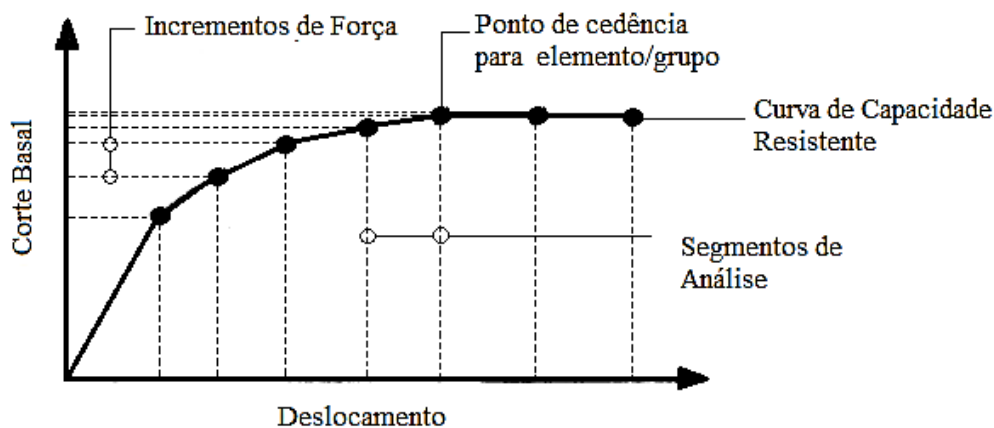 Incrementos de Força
Ponto de cedência
para elemento/grupo
Curva de Capacidade
Resistente
Corte Basal
Segmentos de
Análise
Deslocamento